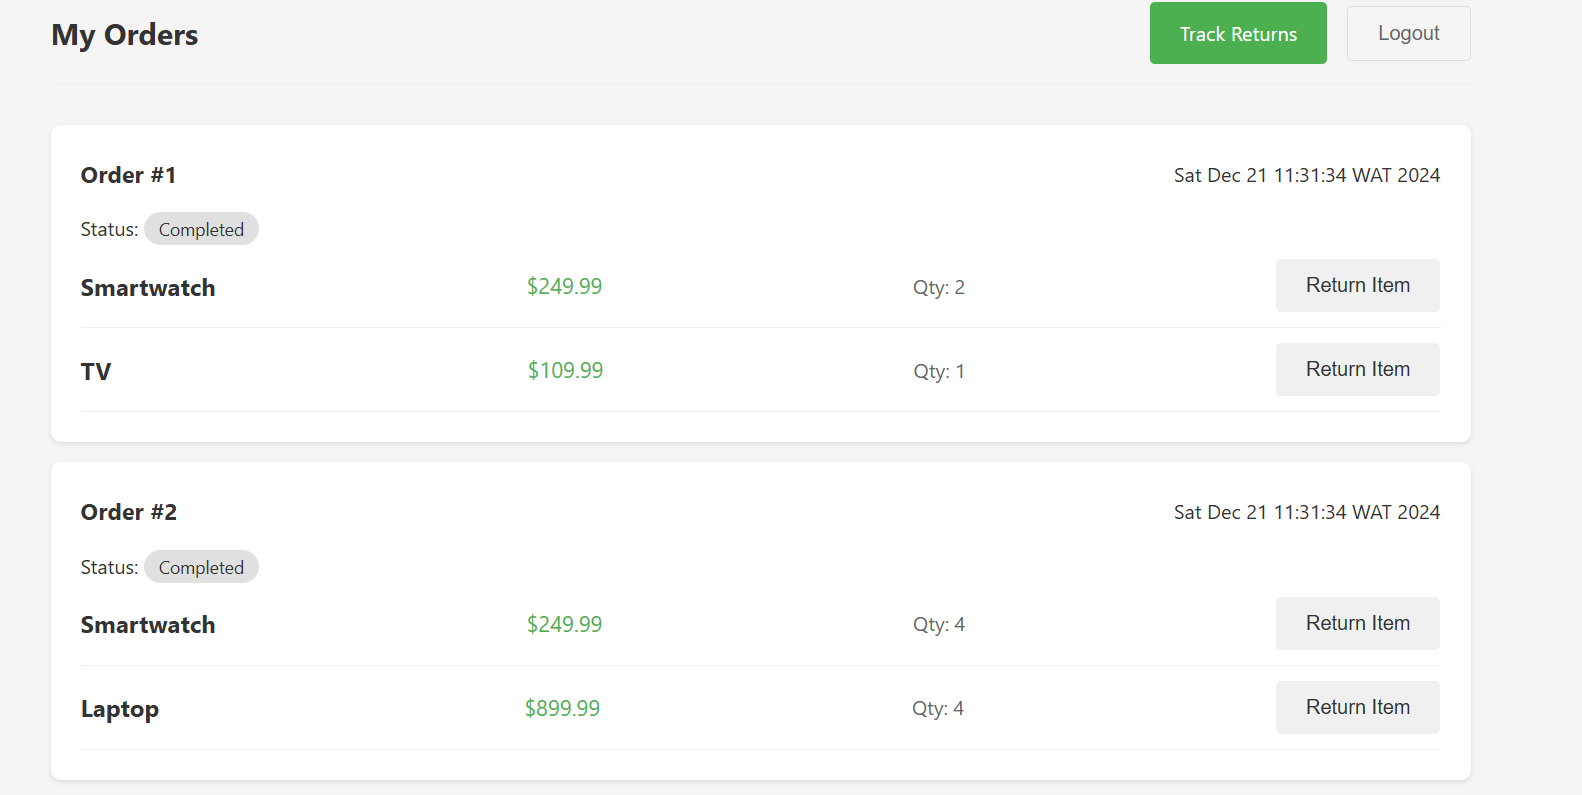 My Orders
Track Returns
Logout
Order #1
Sat Dec 21 11:31:34 WAT 2024
Status: Completed
Smartwatch $249.99 Qty: 2 Return Item
TV $109.99 Qty: 1 Return Item
Order #2
Sat Dec 21 11:31:34 WAT 2024
Status: Completed
Smartwatch $249.99 Qty: 4 Return Item
Laptop $899.99 Qty: 4 Return Item